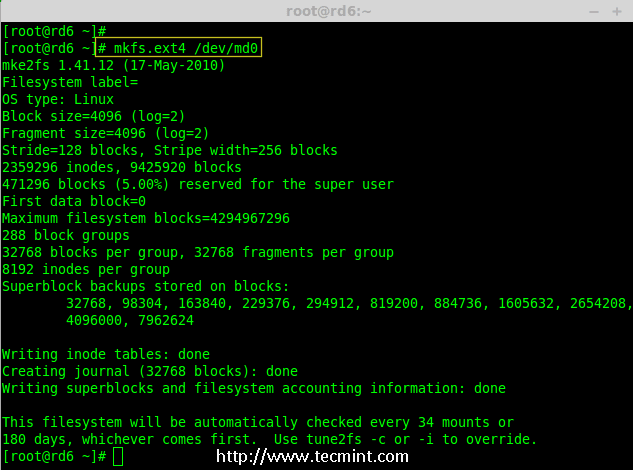 root@rd6:~
[root@rd6 ~]#
[root@rd6 ~]# mkfs.ext4 /dev/md0
mke2fs 1.41.12 (17-May-2010)
Filesystem label=
OS type: Linux
Block size=4096 (log=2)
Fragment size=4096 (log=2)
Stride=128 blocks, Stripe width=256 blocks
2359296 inodes, 9425920 blocks
471296 blocks (5.00%) reserved for the super user
First data block=0
Maximum filesystem blocks=4294967296
288 block groups
32768 blocks per group, 32768 fragments per group
8192 inodes per group
Superblock backups stored on blocks:
32768, 98304, 163840, 229376, 294912, 819200, 884736, 1605632, 2654208,
4096000, 7962624
Writing inode tables: done
Creating journal (32768 blocks): done
Writing superblocks and filesystem accounting information: done
This filesystem will be automatically checked every 34 mounts or
180 days, whichever comes first.  Use tune2fs -c or -i to override.
[root@rd6 ~]#
http://www.tecmint.com